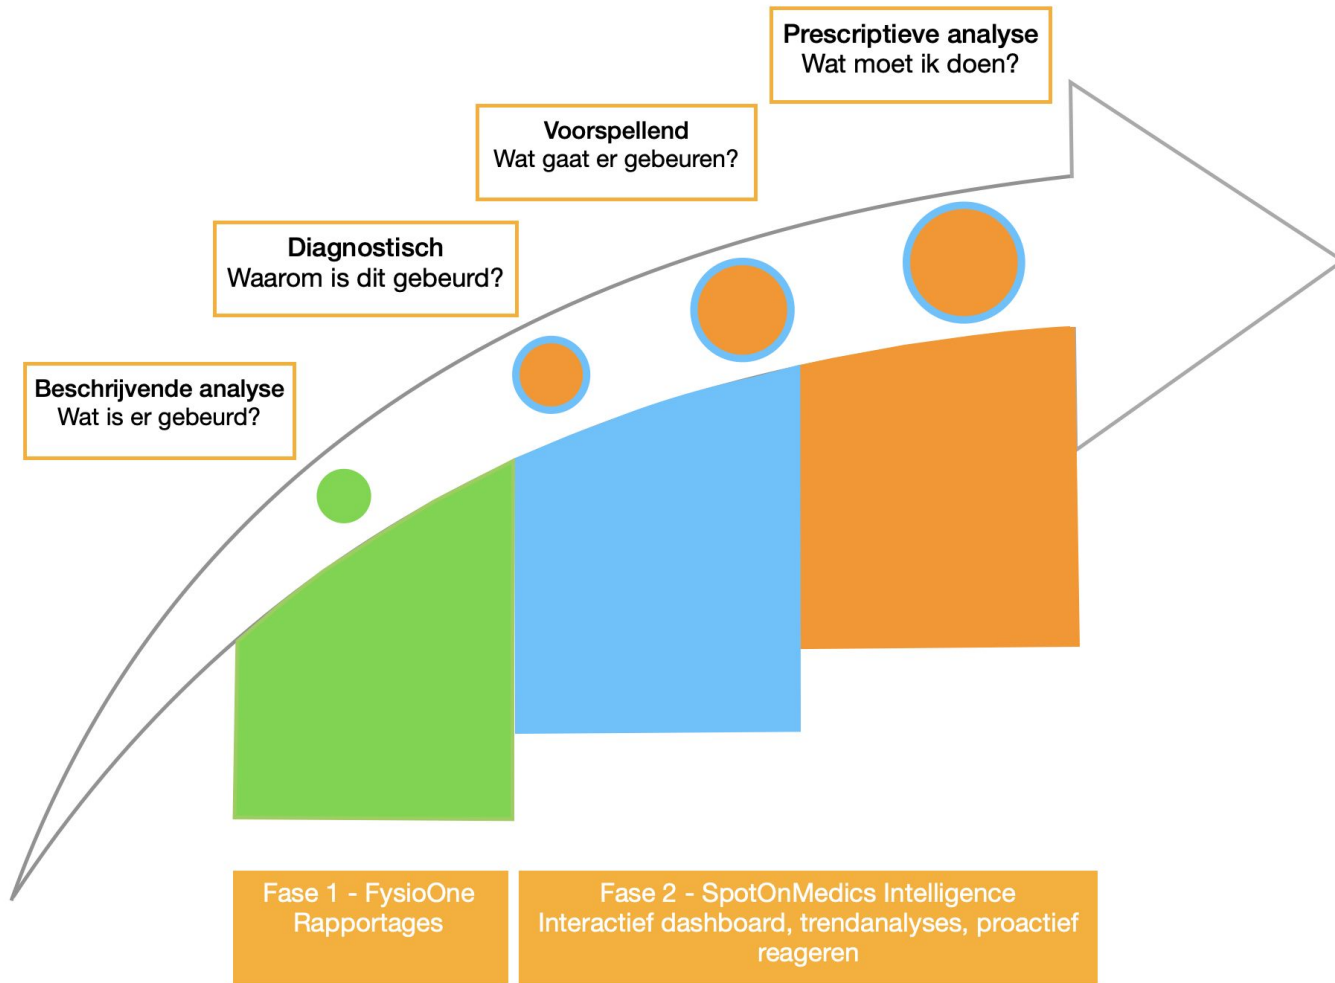 Prescriptieve analyse
Wat moet ik doen?
Voorspellend
Wat gaat er gebeuren?
Diagnostisch
Waarom is dit gebeurd?
Beschrijvende analyse
Wat is er gebeurd?
Fase 1 - FysioOne
Rapportages
Fase 2 - SpotOnMedics Intelligence
Interactief dashboard, trendanalyses, proactief
reageren